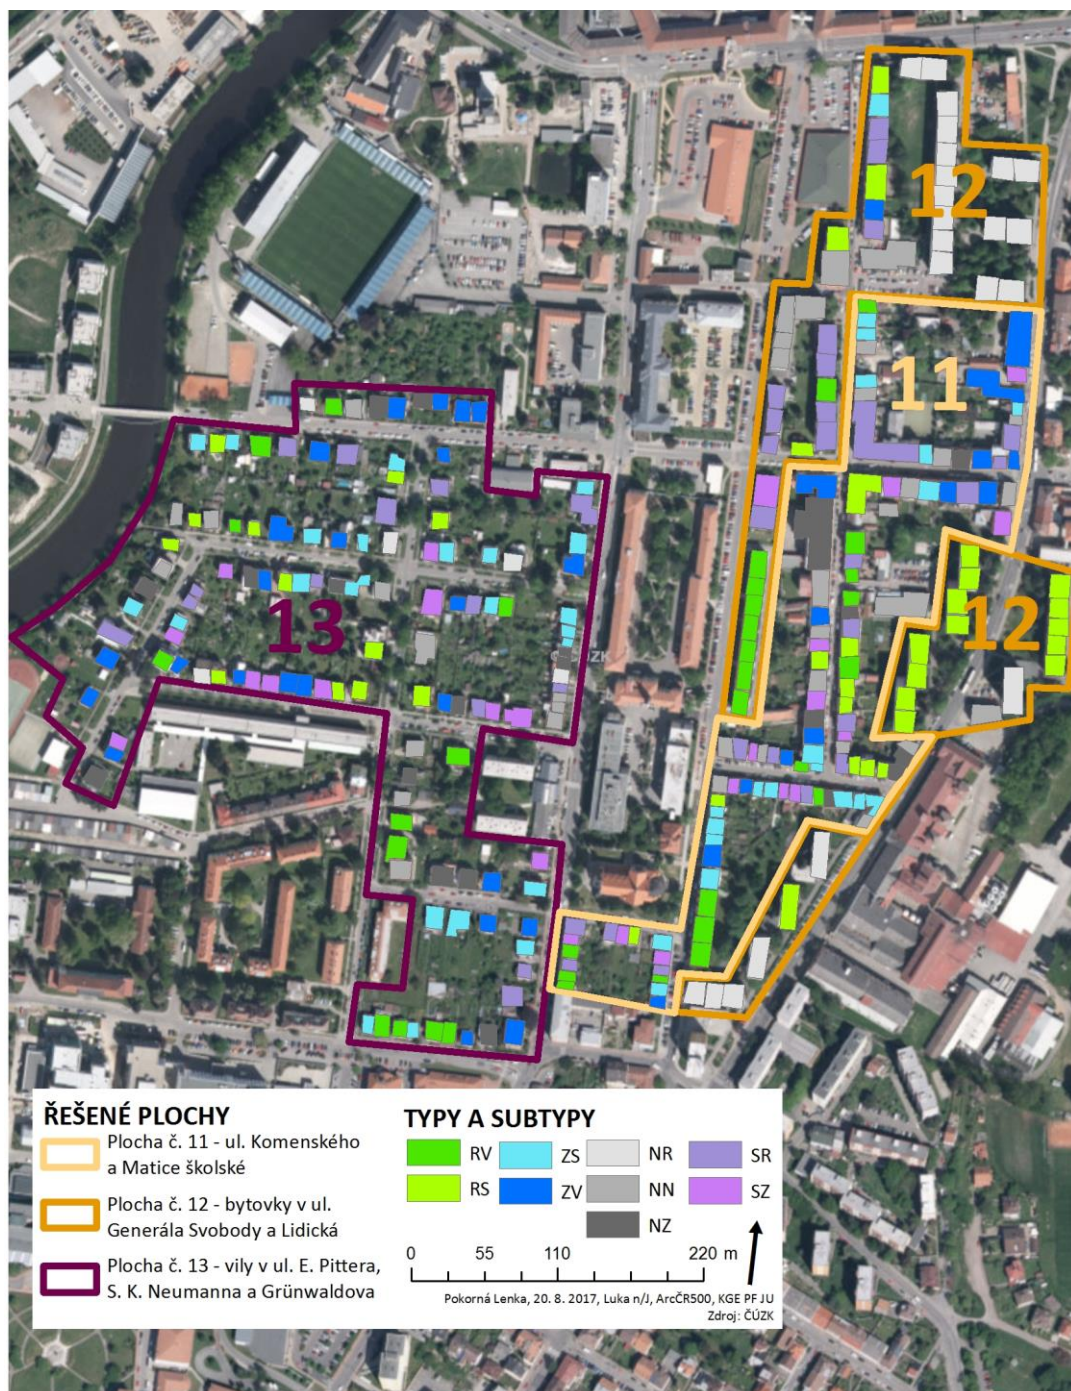 12
11
12
13
ÚZK
ŘEŠENÉ PLOCHY
Plocha č. 11 - ul. Komenského
a Matice školské
Plocha č. 12 - bytovky v ul.
Generála Svobody a Lidická
Plocha č. 13 - vily v ul. E. Pittera,
S. K. Neumanna a Grünwaldova
TYPY A SUBTYPY
RV ZS NR SR
RS ZV NN SZ
NZ
0 55 110 220 m
Pokorná Lenka, 20. 8. 2017, Luka n/J, ArcČR500, KGE PF JU
Zdroj: ČÚZK